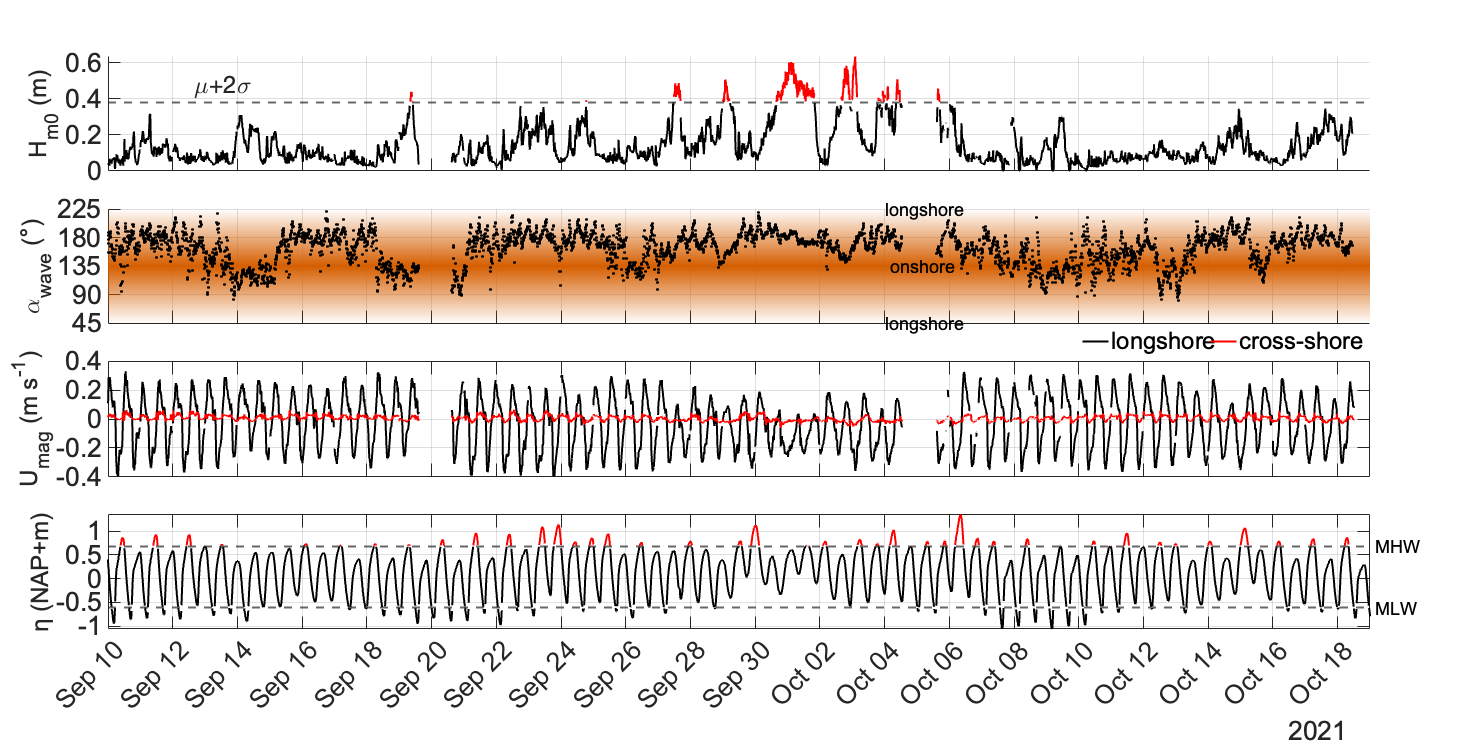 H_m0 (m)
0.6
0.4
0.2
0
μ+2σ
α_wave (°)
225
180
135
90
45
longshore
onshore
longshore
longshore cross-shore
U_mag (m s^-1)
0.4
0.2
0
-0.2
-0.4
η (NAP+m)
1
0.5
0
-0.5
-1
MHW
MLW
Sep 10 Sep 12 Sep 14 Sep 16 Sep 18 Sep 20 Sep 22 Sep 24 Sep 26 Sep 28 Sep 30 Oct 02 Oct 04 Oct 06 Oct 08 Oct 10 Oct 12 Oct 14 Oct 16 Oct 18
2021